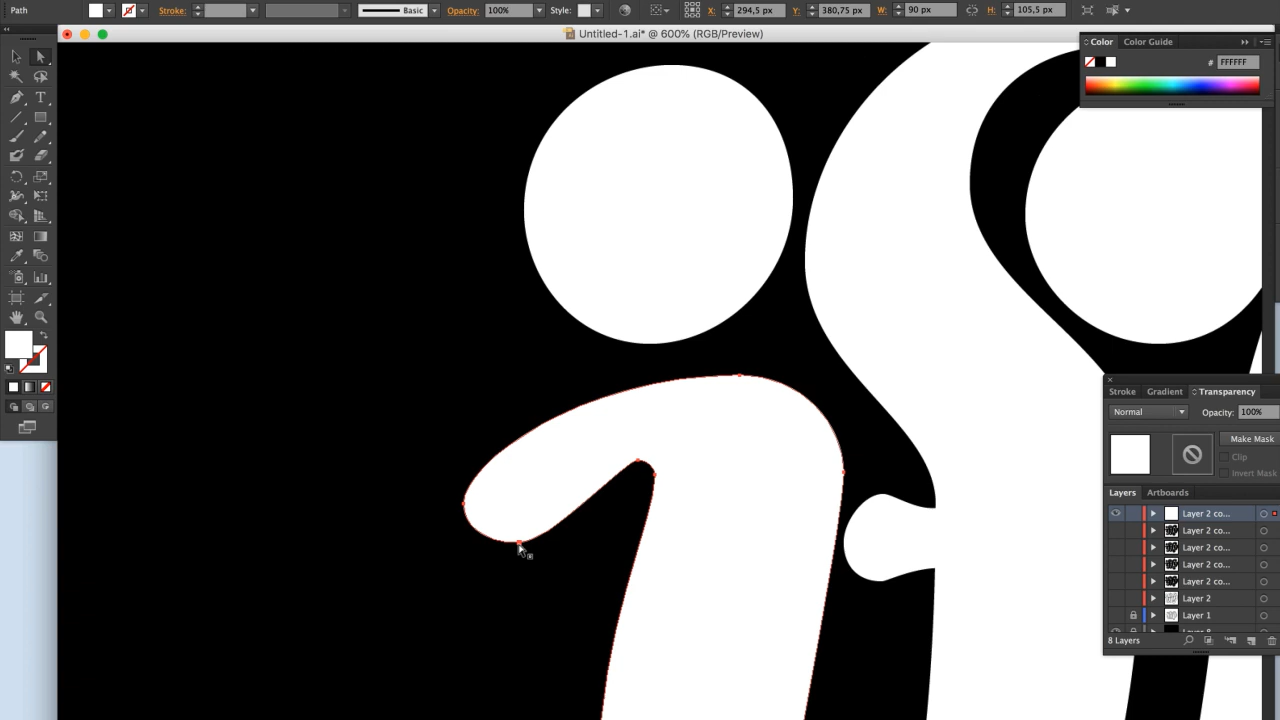 Path Stroke: Basic Opacity: 100% Style: X: 294,5 px Y: 380,75 px W: 90 px H: 105,5 px
Untitled-1.ai* @ 600% (RGB/Preview)
Color Color Guide
# FFFFFF
Stroke Gradient Transparency
Normal Opacity: 100%
Make Mask
Clip
Invert Mask
Layers Artboards
Layer 2 co...
Layer 2 co...
Layer 2 co...
Layer 2 co...
Layer 2 co...
Layer 2
Layer 1
8 Layers